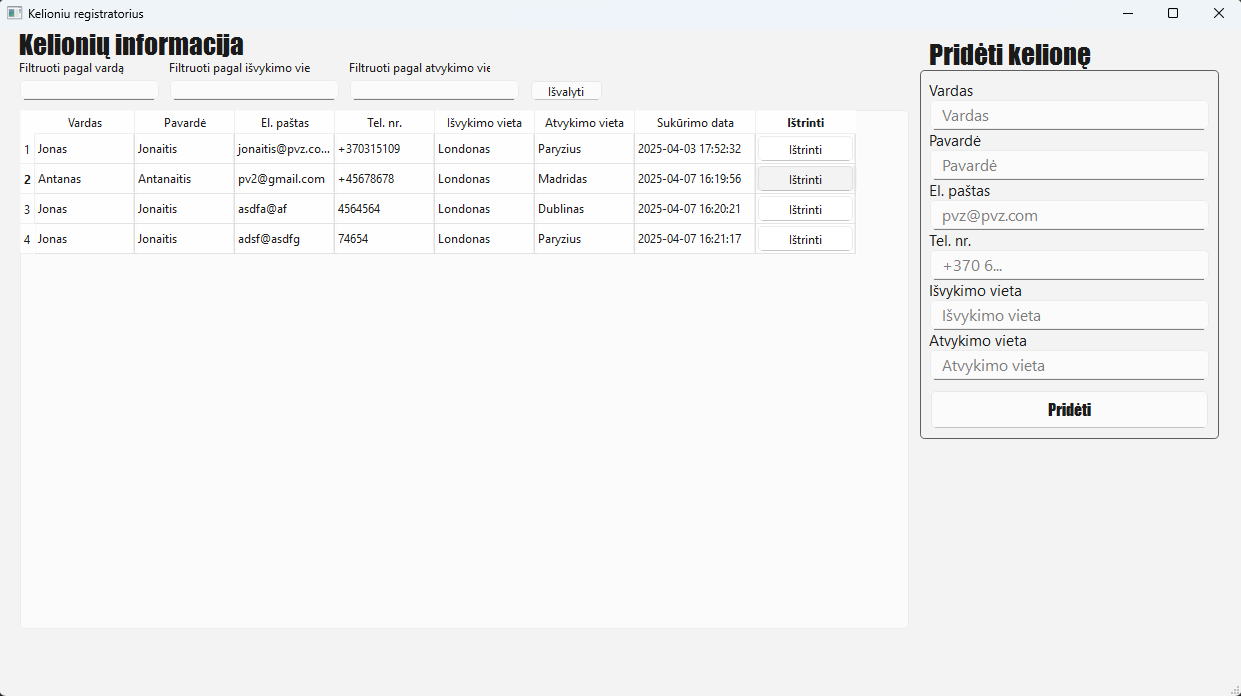 Kelioniu registratorius
Kelionių informacija
Filtruoti pagal vardą Filtruoti pagal išvykimo vie Filtruoti pagal atvykimo vie
Išvalyti
Vardas Pavardė El. paštas Tel. nr. Išvykimo vieta Atvykimo vieta Sukūrimo data Ištrinti
1 Jonas Jonaitis jonaitis@pvz.co... +370315109 Londonas Paryzius 2025-04-03 17:52:32 Ištrinti
2 Antanas Antanaitis pv2@gmail.com +45678678 Londonas Madridas 2025-04-07 16:19:56 Ištrinti
3 Jonas Jonaitis asdfa@af 4564564 Londonas Dublinas 2025-04-07 16:20:21 Ištrinti
4 Jonas Jonaitis adsf@asdfg 74654 Londonas Paryzius 2025-04-07 16:21:17 Ištrinti
Pridėti kelionę
Vardas
Vardas
Pavardė
Pavardė
El. paštas
pvz@pvz.com
Tel. nr.
+370 6...
Išvykimo vieta
Išvykimo vieta
Atvykimo vieta
Atvykimo vieta
Pridėti